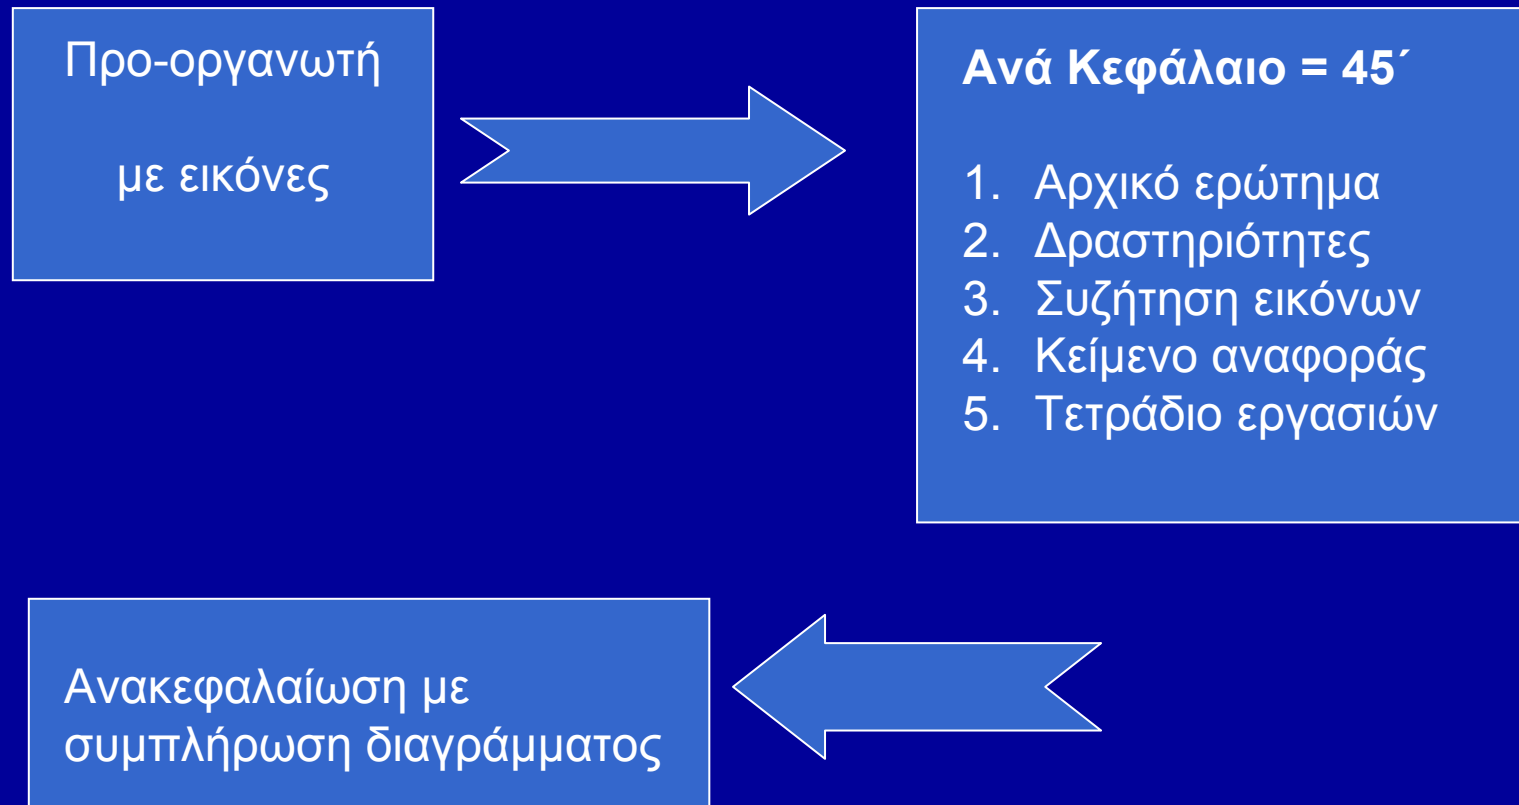 Προ-οργανωτή
με εικόνες
Ανά Κεφάλαιο = 45΄
1. Αρχικό ερώτημα
2. Δραστηριότητες
3. Συζήτηση εικόνων
4. Κείμενο αναφοράς
5. Τετράδιο εργασιών
Ανακεφαλαίωση με
συμπλήρωση διαγράμματος